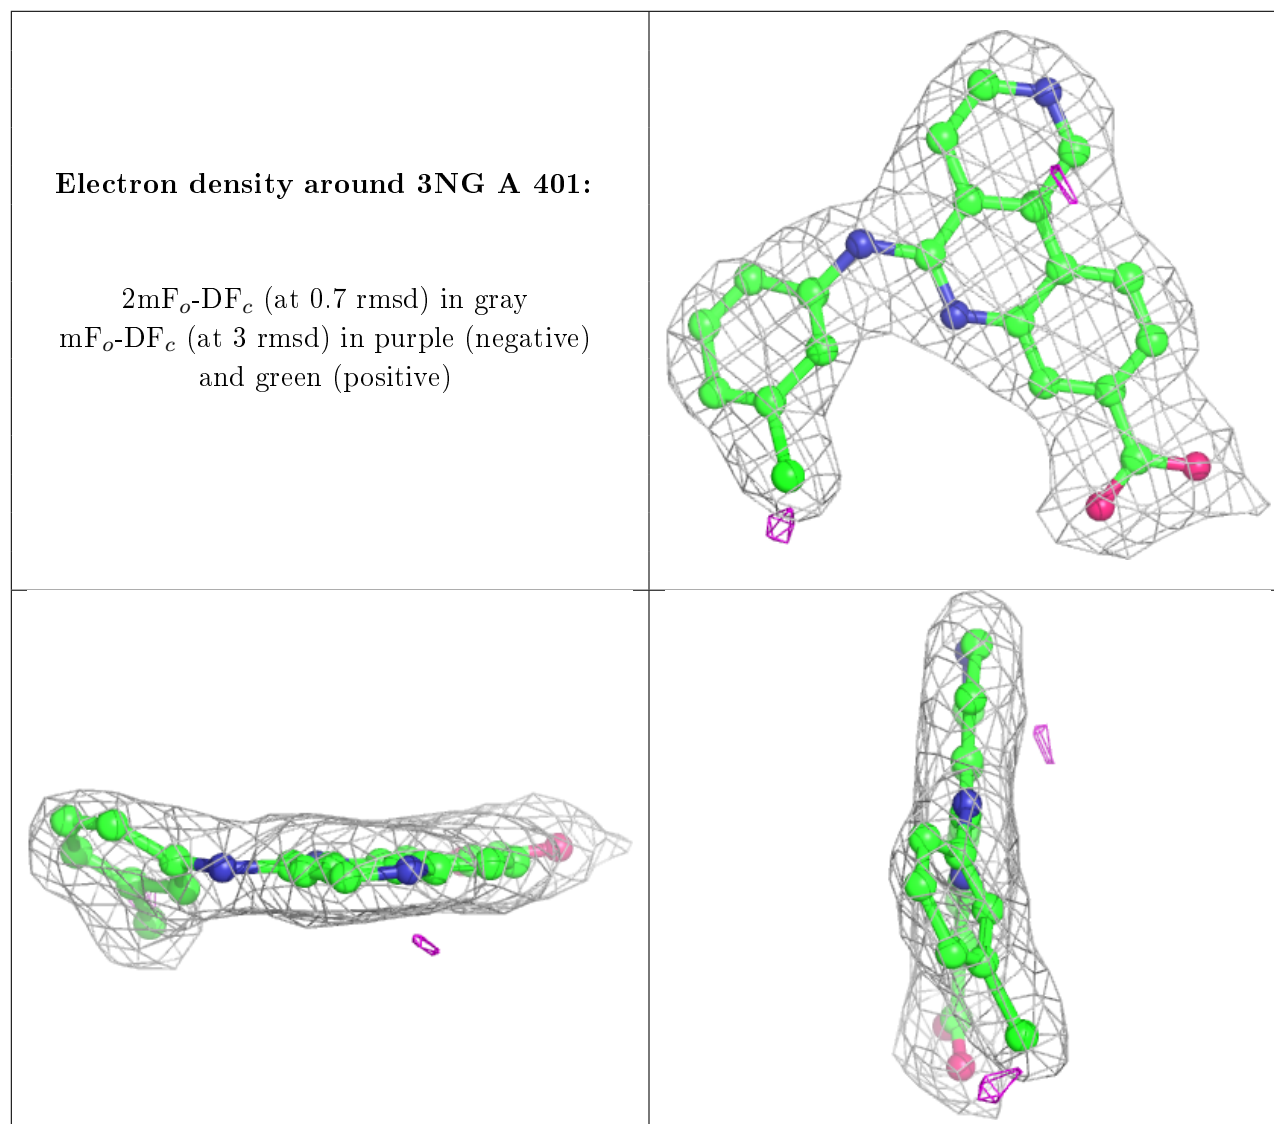 Electron density around 3NG A 401:
2mFo-DFc (at 0.7 rmsd) in gray
mFo-DFc (at 3 rmsd) in purple (negative)
and green (positive)